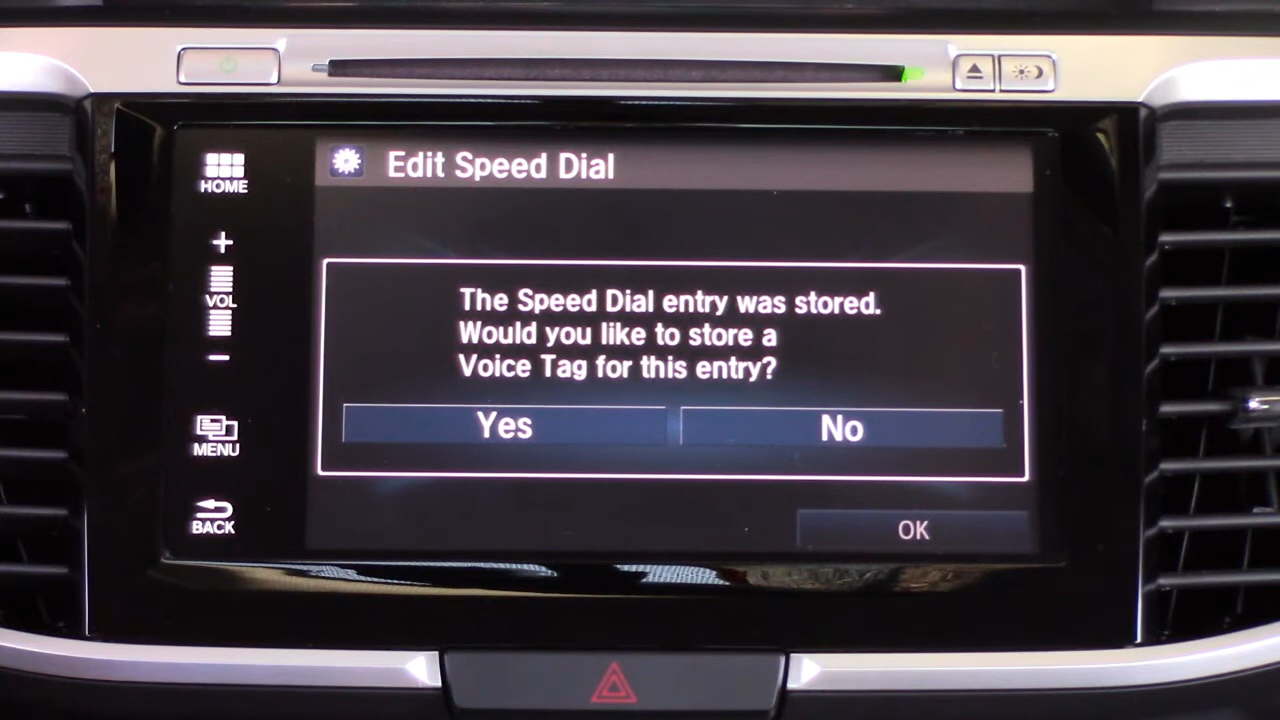 HOME
+
VOL
-
MENU
BACK
Edit Speed Dial
The Speed Dial entry was stored.
Would you like to store a
Voice Tag for this entry?
Yes
No
OK